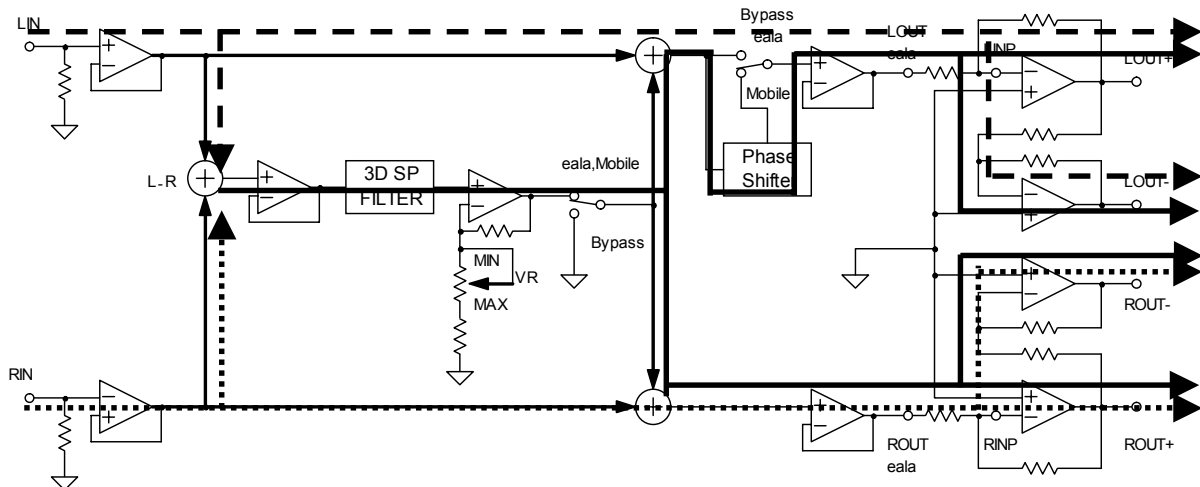 LIN
Bypass
eala
LOUT
eala
INP
LOUT+
Mobile
Phase
Shifter
L-R
3D SP
FILTER
eala,Mobile
LOUT-
Bypass
MIN
VR
MAX
ROUT-
RIN
ROUT
eala
RINP
ROUT+